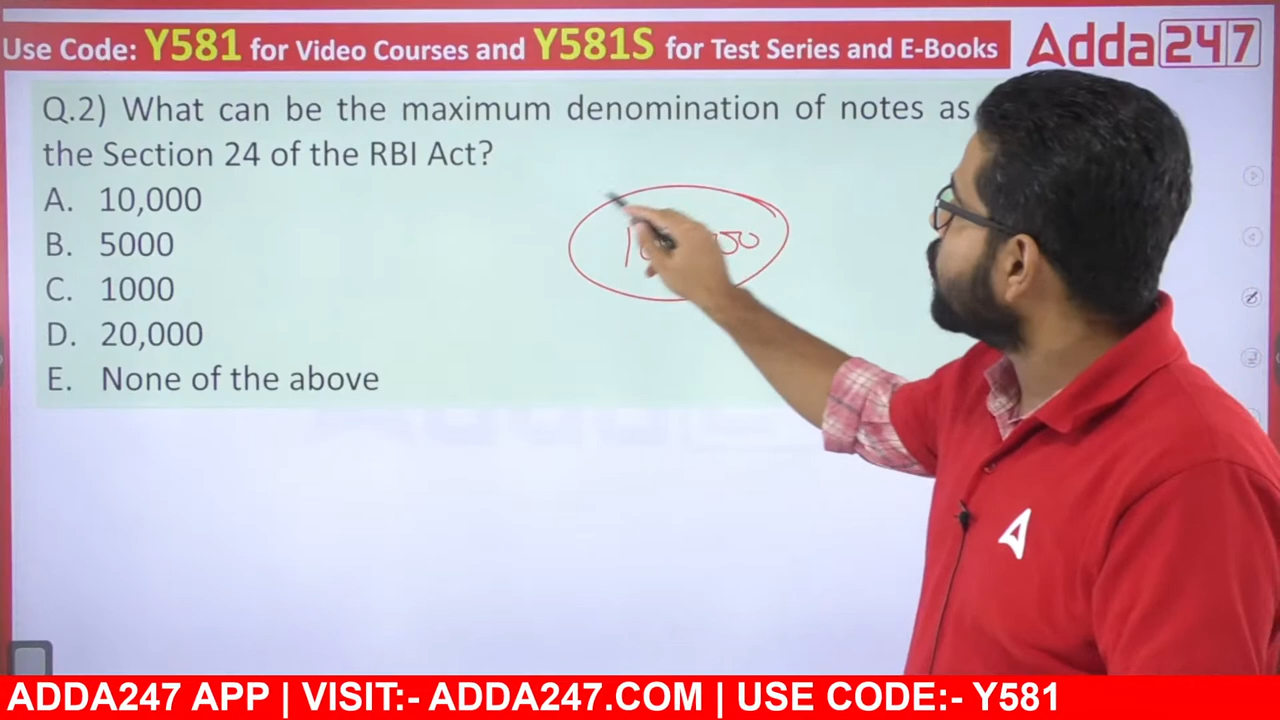 Use Code: Y581 for Video Courses and Y581S for Test Series and E-Books
Adda247
Q.2) What can be the maximum denomination of notes as
the Section 24 of the RBI Act?
A. 10,000
B. 5000
C. 1000
D. 20,000
E. None of the above
ADDA247 APP | VISIT:- ADDA247.COM | USE CODE:- Y581